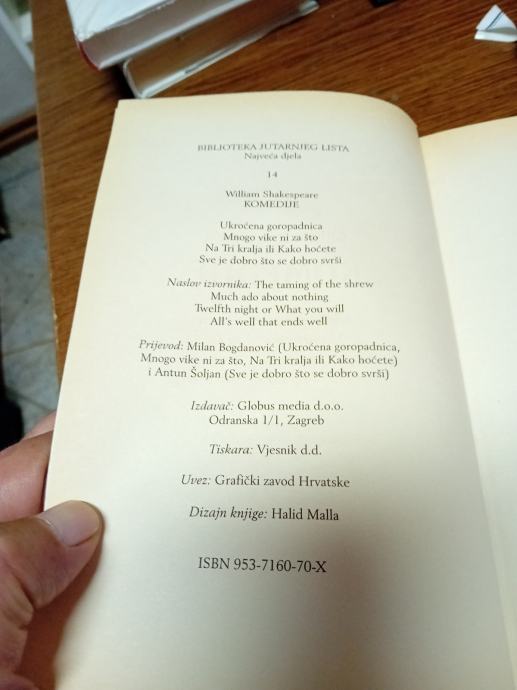 BIBLIOTEKA JUTARNJEG LISTA
Najveća djela
14
William Shakespeare
KOMEDIJE
Ukroćena goropadnica
Mnogo vike ni za što
Na Tri kralja ili Kako hoćete
Sve je dobro što se dobro svrši
Naslov izvornika: The taming of the shrew
Much ado about nothing
Twelfth night or What you will
All's well that ends well
Prijevod: Milan Bogdanović (Ukroćena goropadnica,
Mnogo vike ni za što, Na Tri kralja ili Kako hoćete)
i Antun Šoljan (Sve je dobro što se dobro svrši)
Izdavač: Globus media d.o.o.
Odranska 1/1, Zagreb
Tiskara: Vjesnik d.d.
Uvez: Grafički zavod Hrvatske
Dizajn knjige: Halid Malla
ISBN 953-7160-70-X